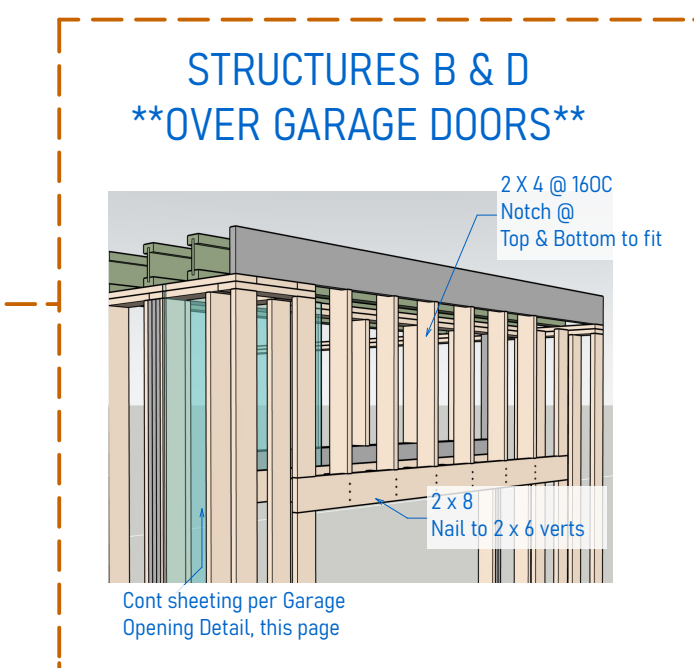 STRUCTURES B & D
**OVER GARAGE DOORS**
2 X 4 @ 16OC
Notch @
Top & Bottom to fit
2 x 8
Nail to 2 x 6 verts
Cont sheeting per Garage
Opening Detail, this page